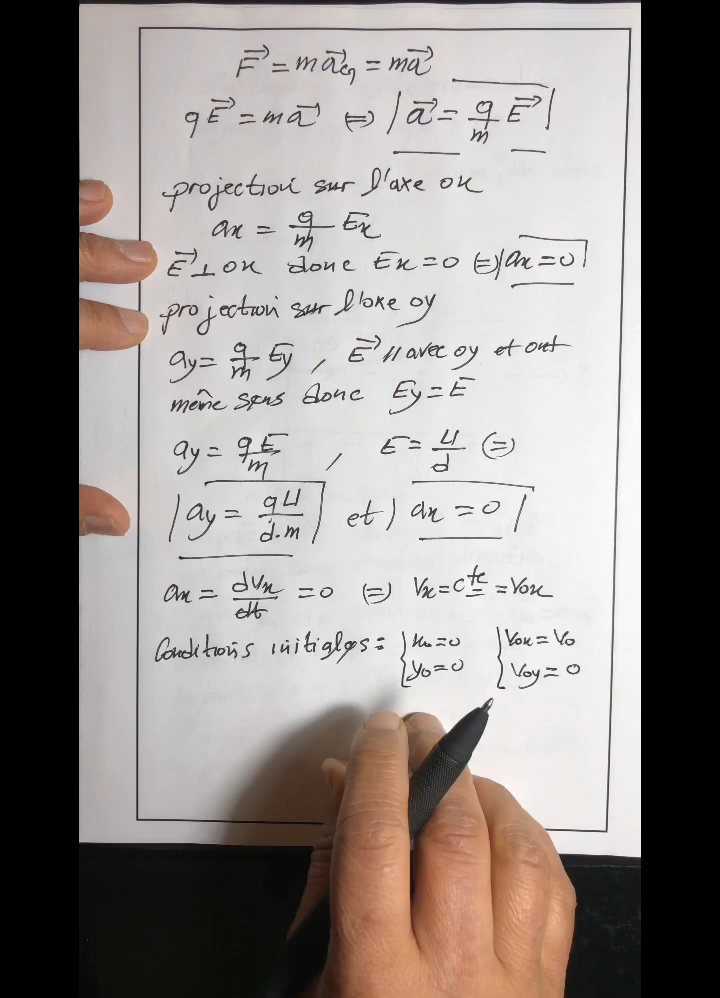 F⃗ = m a⃗G = m a⃗
q E⃗ = m a⃗ ⇔ | a⃗ = q/m E⃗ |
projection sur l'axe ox
ax = q/m Ex
E⃗ ⊥ ox donc Ex = 0 ⇔ | ax = 0 |
projection sur l'axe oy
ay = q/m Ey , E⃗ // avec oy et ont
même sens donc Ey = E
ay = qE/m , E = U/d ⇔
| ay = qU/d.m | et | ax = 0 |
ax = dVx/dt = 0 ⇔ Vx = Cte = Vox
Conditions initiales : { x₀ = 0 { Vox = V₀
y₀ = 0 Voy = 0